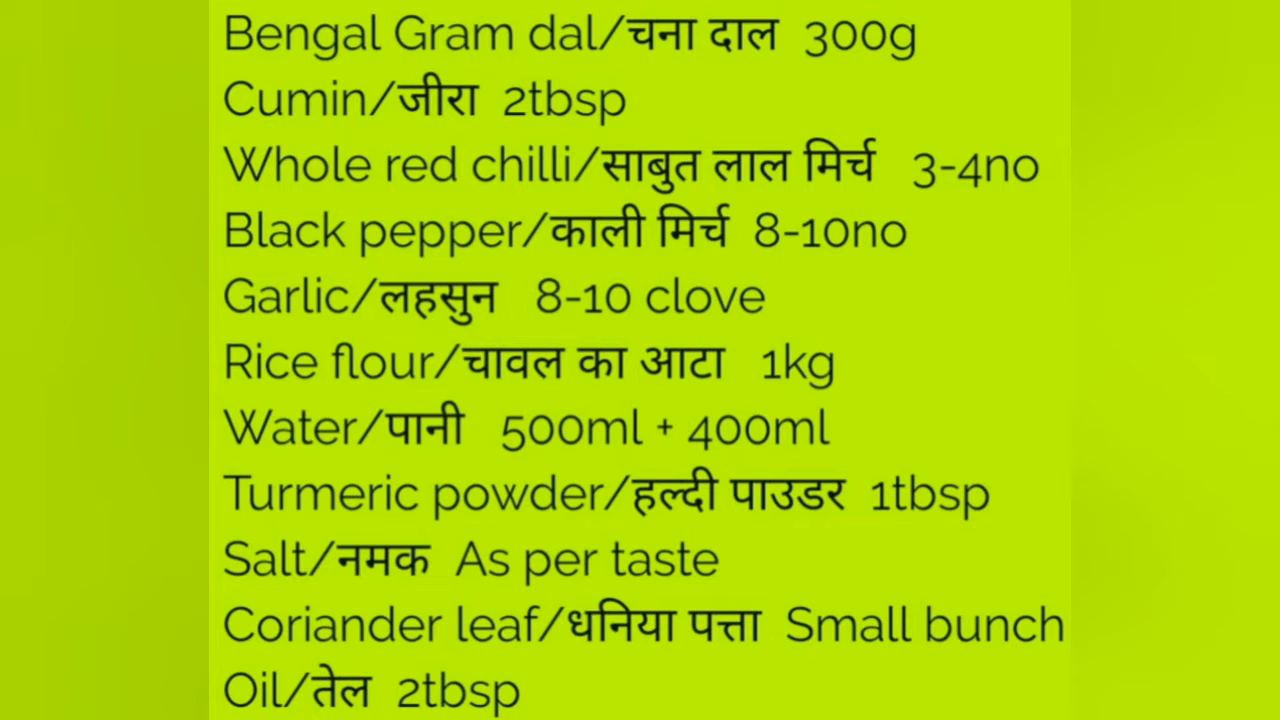 Bengal Gram dal/चना दाल 300g
Cumin/जीरा 2tbsp
Whole red chilli/साबुत लाल मिर्च 3-4no
Black pepper/काली मिर्च 8-10no
Garlic/लहसुन 8-10 clove
Rice flour/चावल का आटा 1kg
Water/पानी 500ml + 400ml
Turmeric powder/हल्दी पाउडर 1tbsp
Salt/नमक As per taste
Coriander leaf/धनिया पत्ता Small bunch
Oil/तेल 2tbsp